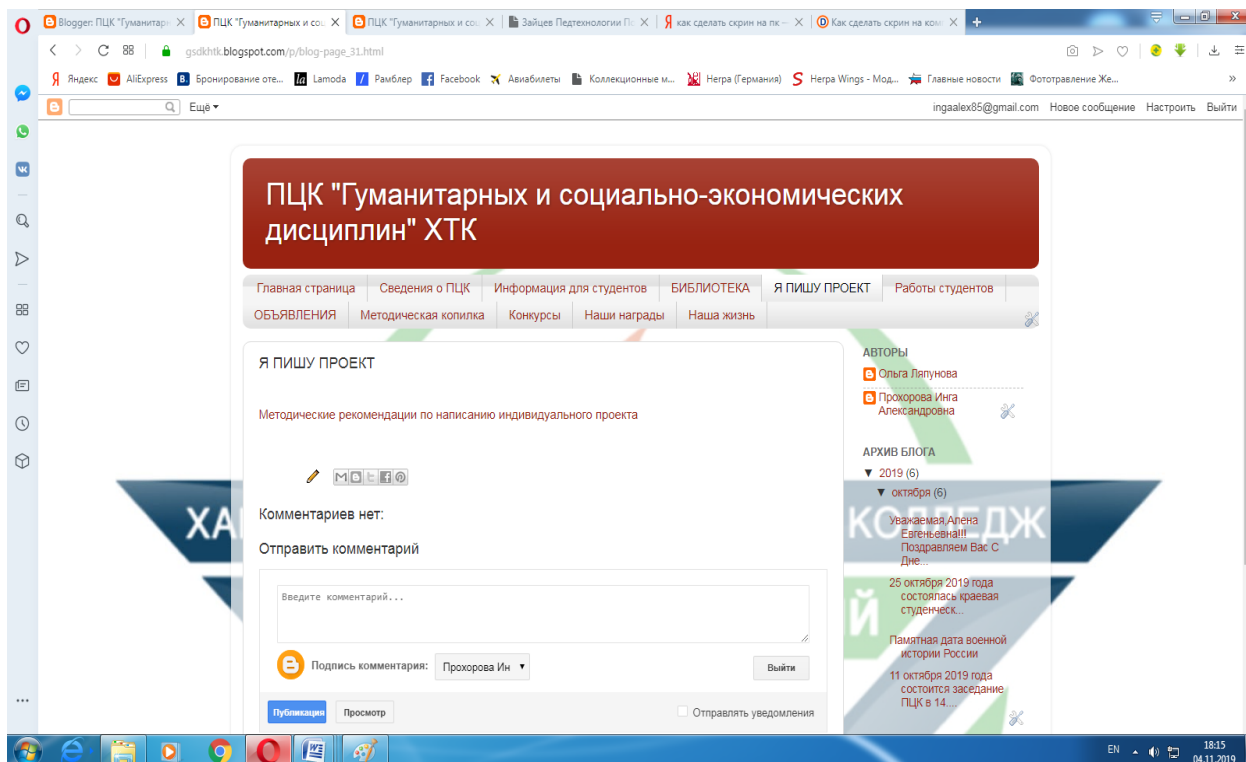 Blogger: ПЦК "Гуманитарн
ПЦК "Гуманитарных и соц
ПЦК "Гуманитарных и соц
Зайцев Педтехнологии По
как сделать скрин на пк –
Как сделать скрин на ком
gsdkhtk.blogspot.com/p/blog-page_31.html
Яндекс
AliExpress
Бронирование оте...
Lamoda
Рамблер
Facebook
Авиабилеты
Коллекционные м...
Herpa (Германия)
Herpa Wings - Мод...
Главные новости
Фототравление Же...
Ещё
ingaalex85@gmail.com Новое сообщение Настроить Выйти
ПЦК "Гуманитарных и социально-экономических
дисциплин" ХТК
Главная страница Сведения о ПЦК Информация для студентов БИБЛИОТЕКА Я ПИШУ ПРОЕКТ Работы студентов
ОБЪЯВЛЕНИЯ Методическая копилка Конкурсы Наши награды Наша жизнь
Я ПИШУ ПРОЕКТ
Методические рекомендации по написанию индивидуального проекта
Комментариев нет:
Отправить комментарий
Введите комментарий...
Подпись комментария: Прохорова Ин
Выйти
Публикация Просмотр
Отправлять уведомления
АВТОРЫ
Ольга Ляпунова
Прохорова Инга
Александровна
АРХИВ БЛОГА
▼ 2019 (6)
▼ октября (6)
Уважаемая Алена
Евгеньевна!!!
Поздравляем Вас С
Дне...
25 октября 2019 года
состоялась краевая
студенческ...
Памятная дата военной
истории России
11 октября 2019 года
состоится заседание
ПЦК в 14....
ХА
КОЛЛЕДЖ
Й
EN
18:15
04.11.2019